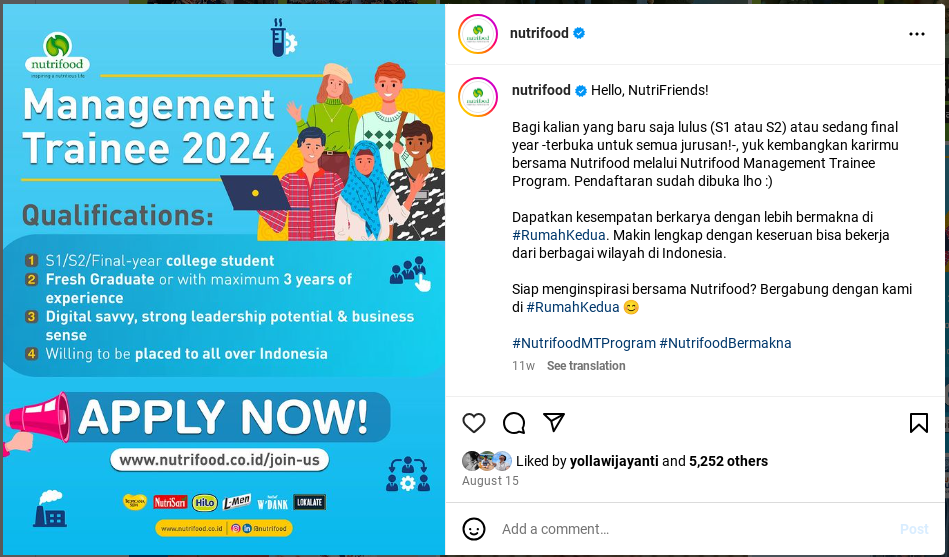 nutrifood
Inspiring a nutritious life
Management
Trainee 2024
Qualifications:
1 S1/S2/Final-year college student
2 Fresh Graduate or with maximum 3 years of
experience
3 Digital savvy, strong leadership potential & business
sense
4 Willing to be placed to all over Indonesia
APPLY NOW!
www.nutrifood.co.id/join-us
TROPICANA SLIM NutriSari HiLo L-Men W'DANK LOKALATE
www.nutrifood.co.id @nutrifood
nutrifood
nutrifood Hello, NutriFriends!
Bagi kalian yang baru saja lulus (S1 atau S2) atau sedang final
year -terbuka untuk semua jurusan!-, yuk kembangkan karirmu
bersama Nutrifood melalui Nutrifood Management Trainee
Program. Pendaftaran sudah dibuka lho :)
Dapatkan kesempatan berkarya dengan lebih bermakna di
#RumahKedua. Makin lengkap dengan keseruan bisa bekerja
dari berbagai wilayah di Indonesia.
Siap menginspirasi bersama Nutrifood? Bergabung dengan kami
di #RumahKedua 😊
#NutrifoodMTProgram #NutrifoodBermakna
11w See translation
Liked by yollawijayanti and 5,252 others
August 15
Add a comment…
Post